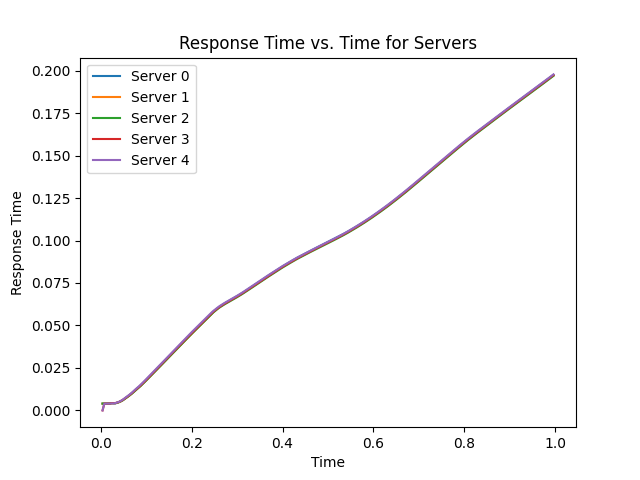 Response Time vs. Time for Servers
Server 0
Server 1
Server 2
Server 3
Server 4
Response Time
0.200
0.175
0.150
0.125
0.100
0.075
0.050
0.025
0.000
0.0 0.2 0.4 0.6 0.8 1.0
Time